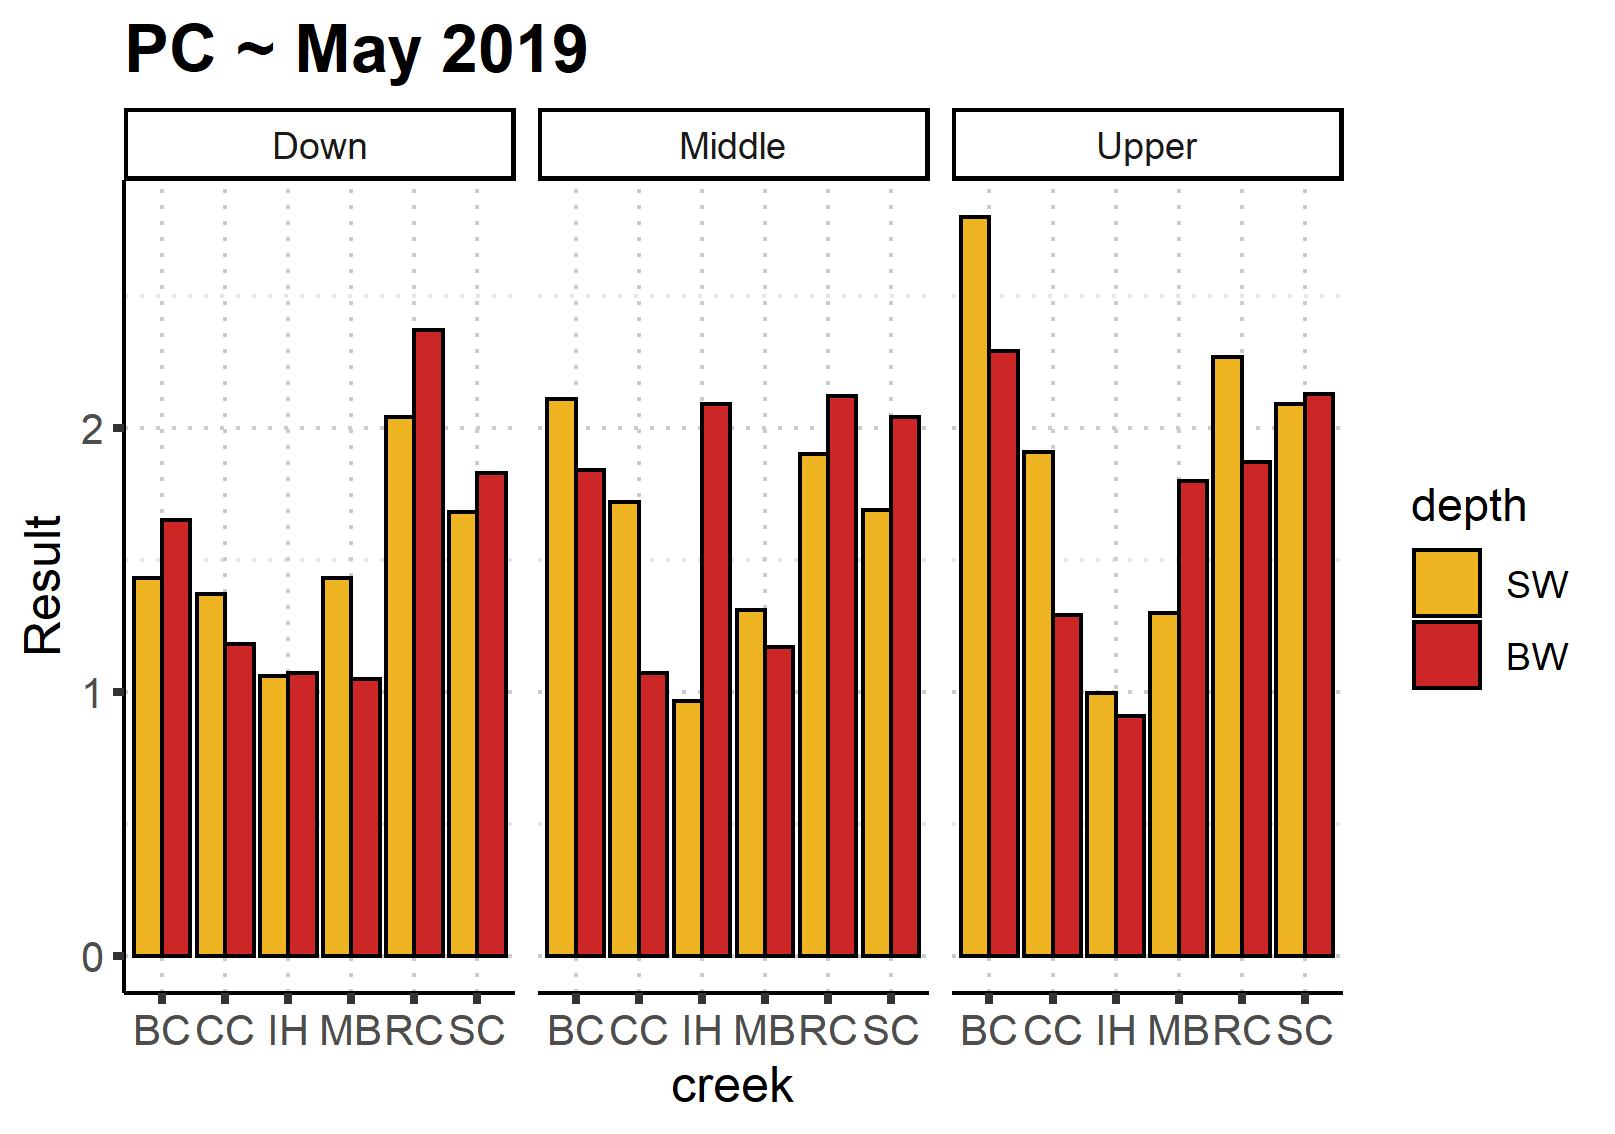 PC ~ May 2019
Down Middle Upper
2
1
0
Result
BC CC IH MB RC SC BC CC IH MB RC SC BC CC IH MB RC SC
creek
depth
SW
BW